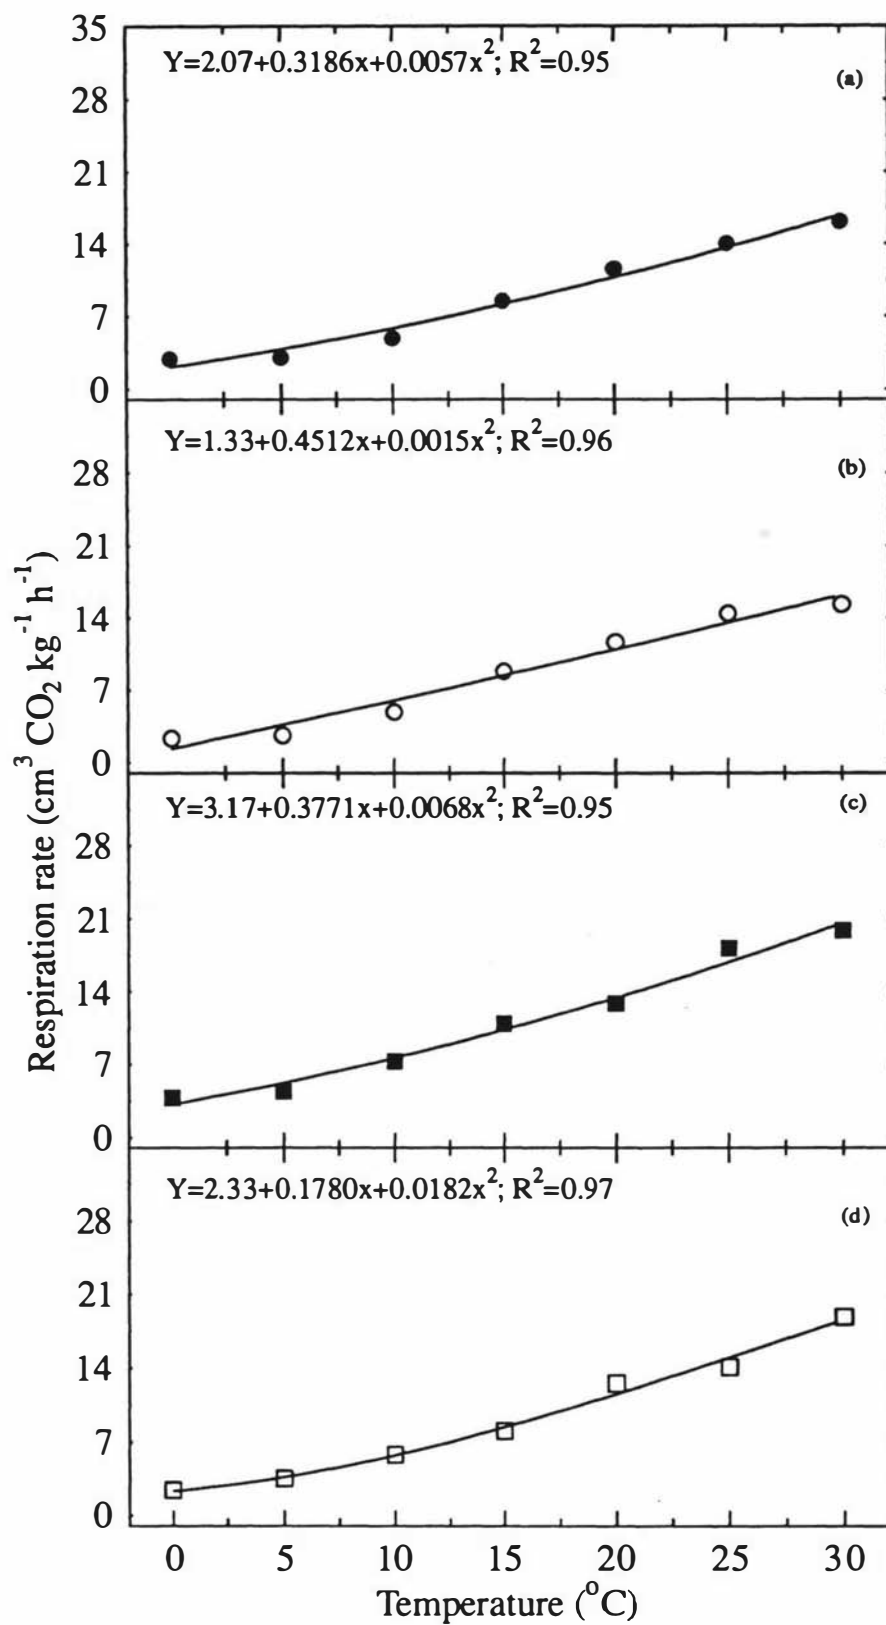 35
Y=2.07+0.3186x+0.0057x²; R²=0.95
(a)
28
21
14
7
0
Y=1.33+0.4512x+0.0015x²; R²=0.96
(b)
28
21
14
7
0
Y=3.17+0.3771x+0.0068x²; R²=0.95
(c)
28
21
14
7
0
Y=2.33+0.1780x+0.0182x²; R²=0.97
(d)
28
21
14
7
0
Respiration rate (cm³ CO₂ kg⁻¹ h⁻¹)
0 5 10 15 20 25 30
Temperature (°C)